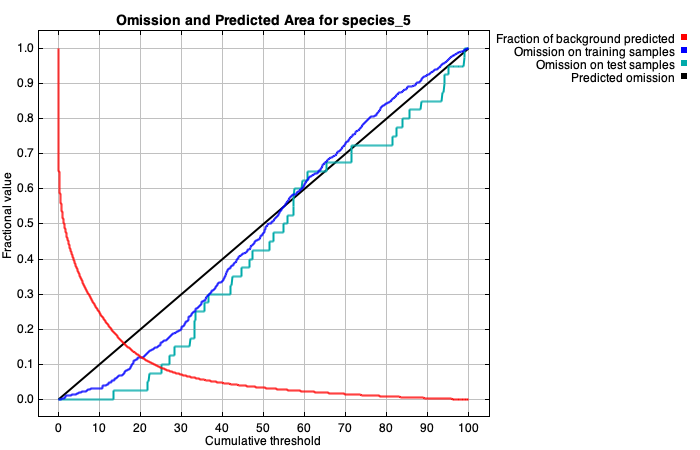 Omission and Predicted Area for species_5
Fraction of background predicted
Omission on training samples
Omission on test samples
Predicted omission
Fractional value
1.0
0.9
0.8
0.7
0.6
0.5
0.4
0.3
0.2
0.1
0.0
0 10 20 30 40 50 60 70 80 90 100
Cumulative threshold